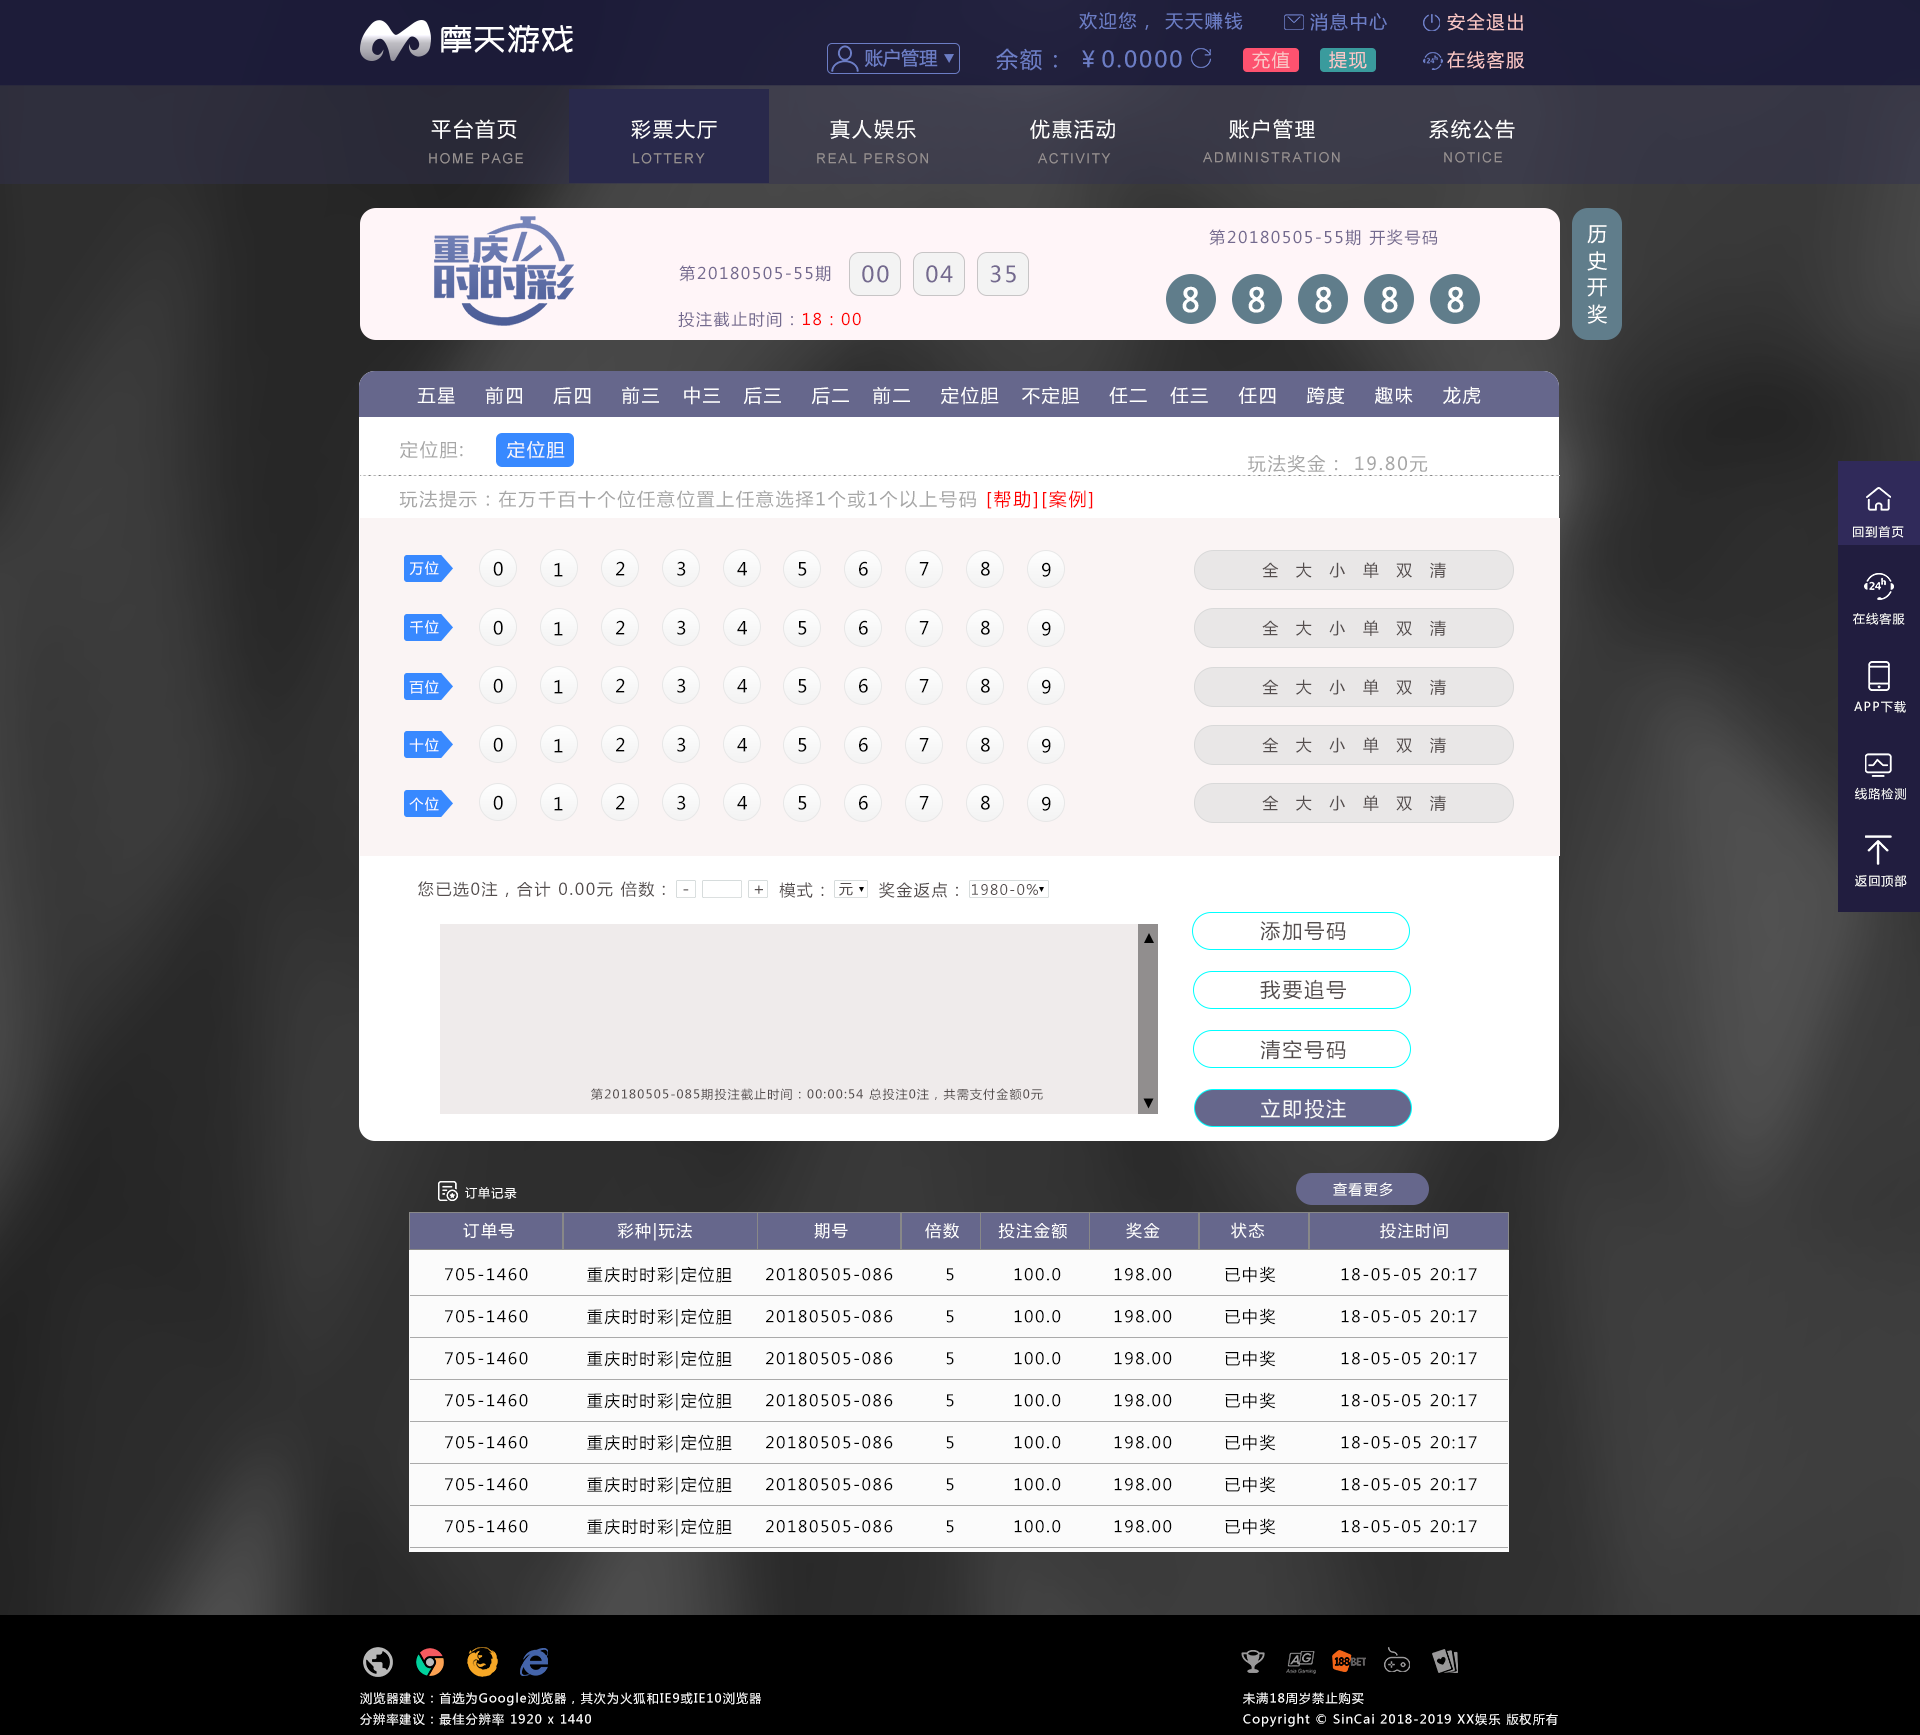 摩天游戏
欢迎您， 天天赚钱 消息中心 安全退出
账户管理 余额： ¥0.0000 充值 提现 在线客服
平台首页 彩票大厅 真人娱乐 优惠活动 账户管理 系统公告
HOME PAGE LOTTERY REAL PERSON ACTIVITY ADMINISTRATION NOTICE
重庆
时时彩
第20180505-55期 00 04 35
投注截止时间：18：00
第20180505-55期 开奖号码
8 8 8 8 8
历史开奖
五星 前四 后四 前三 中三 后三 后二 前二 定位胆 不定胆 任二 任三 任四 跨度 趣味 龙虎
定位胆: 定位胆 玩法奖金： 19.80元
玩法提示：在万千百十个位任意位置上任意选择1个或1个以上号码 [帮助][案例]
万位 0 1 2 3 4 5 6 7 8 9 全 大 小 单 双 清
千位 0 1 2 3 4 5 6 7 8 9 全 大 小 单 双 清
百位 0 1 2 3 4 5 6 7 8 9 全 大 小 单 双 清
十位 0 1 2 3 4 5 6 7 8 9 全 大 小 单 双 清
个位 0 1 2 3 4 5 6 7 8 9 全 大 小 单 双 清
您已选0注，合计 0.00元 倍数： - + 模式： 元 奖金返点： 1980-0%
添加号码
我要追号
清空号码
立即投注
第20180505-085期投注截止时间：00:00:54 总投注0注，共需支付金额0元
回到首页
24h
在线客服
APP下载
线路检测
返回顶部
订单记录 查看更多
订单号 彩种|玩法 期号 倍数 投注金额 奖金 状态 投注时间
705-1460 重庆时时彩|定位胆 20180505-086 5 100.0 198.00 已中奖 18-05-05 20:17
705-1460 重庆时时彩|定位胆 20180505-086 5 100.0 198.00 已中奖 18-05-05 20:17
705-1460 重庆时时彩|定位胆 20180505-086 5 100.0 198.00 已中奖 18-05-05 20:17
705-1460 重庆时时彩|定位胆 20180505-086 5 100.0 198.00 已中奖 18-05-05 20:17
705-1460 重庆时时彩|定位胆 20180505-086 5 100.0 198.00 已中奖 18-05-05 20:17
705-1460 重庆时时彩|定位胆 20180505-086 5 100.0 198.00 已中奖 18-05-05 20:17
705-1460 重庆时时彩|定位胆 20180505-086 5 100.0 198.00 已中奖 18-05-05 20:17
AG Asia Gaming 188BET
浏览器建议：首选为Google浏览器，其次为火狐和IE9或IE10浏览器
分辨率建议：最佳分辨率 1920 x 1440
未满18周岁禁止购买
Copyright © SinCai 2018-2019 XX娱乐 版权所有